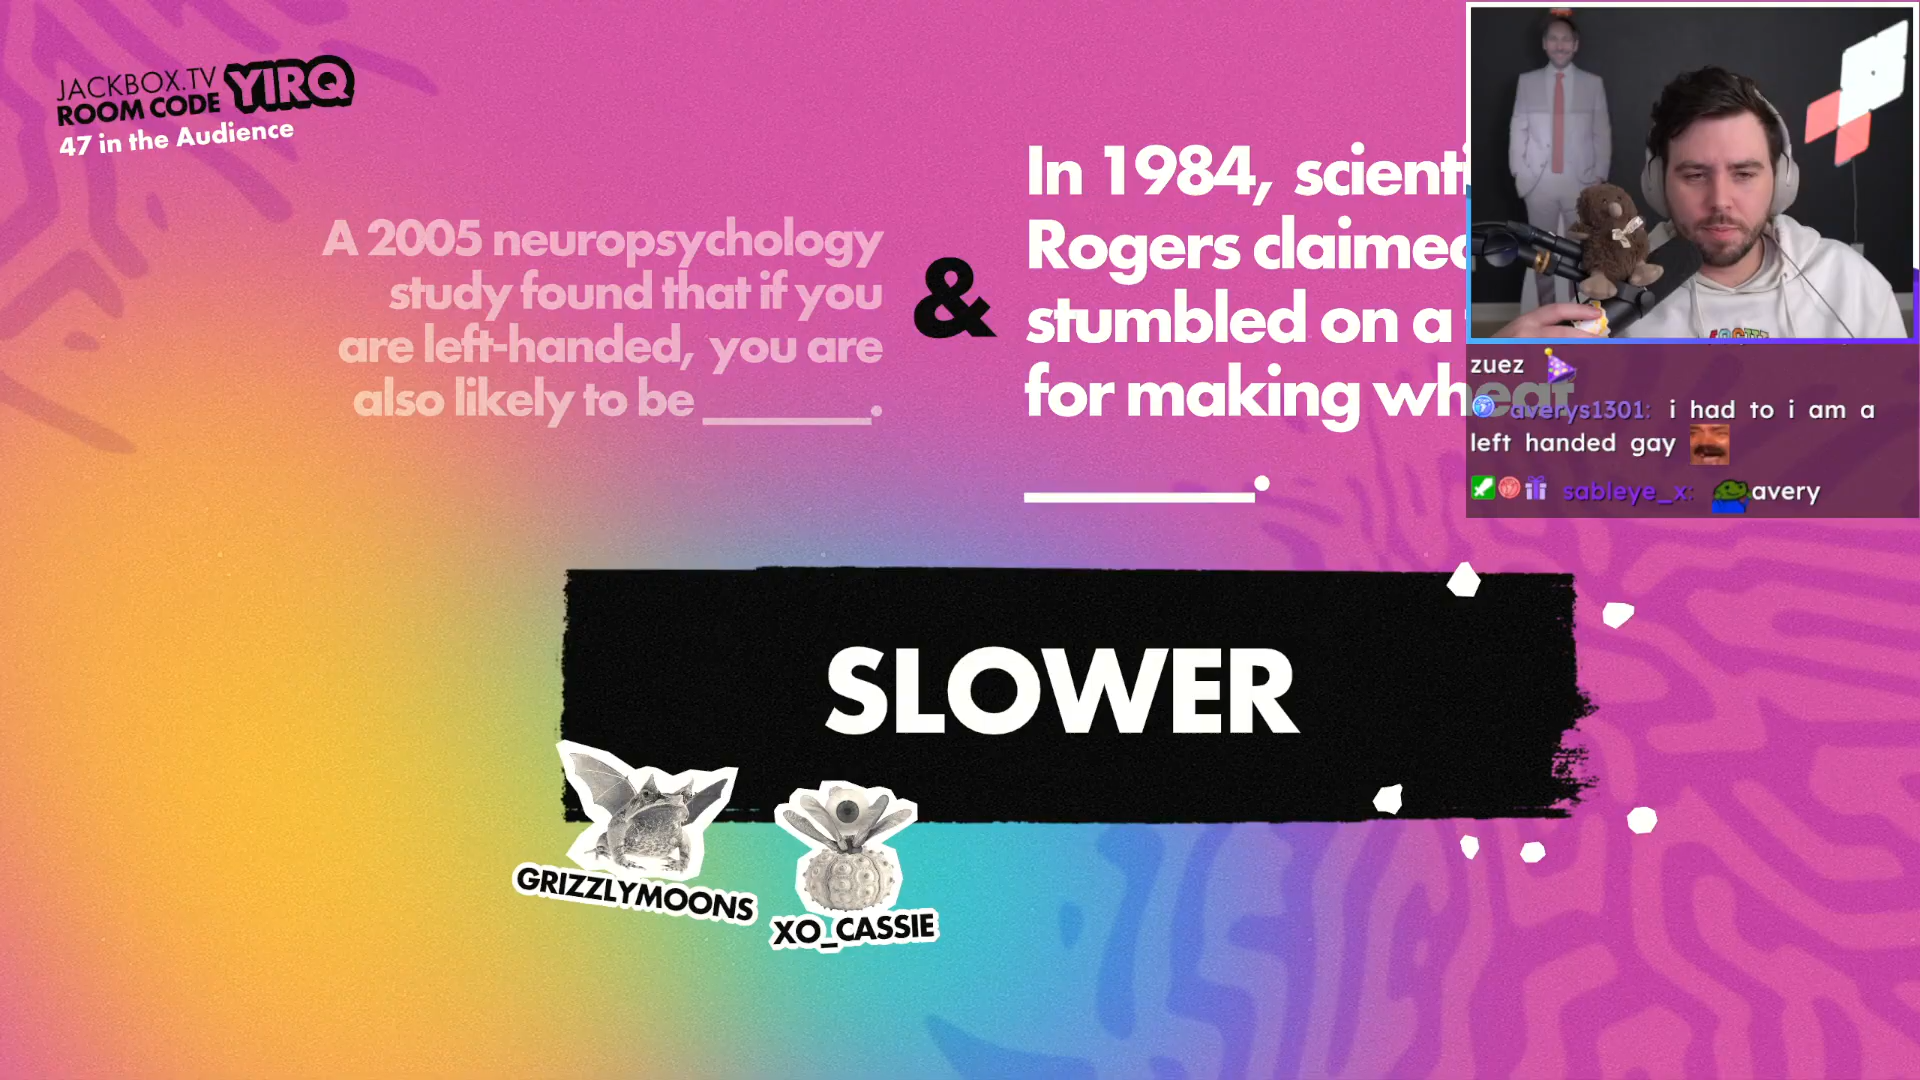 JACKBOX.TV
ROOM CODE YIRQ
47 in the Audience
A 2005 neuropsychology
study found that if you
are left-handed, you are
also likely to be ______.
&
In 1984, scienti
Rogers claimed
stumbled on a
for making wheat
______.
zuez
averys1301: i had to i am a
left handed gay
sableye_x: avery
SLOWER
GRIZZLYMOONS
XO_CASSIE